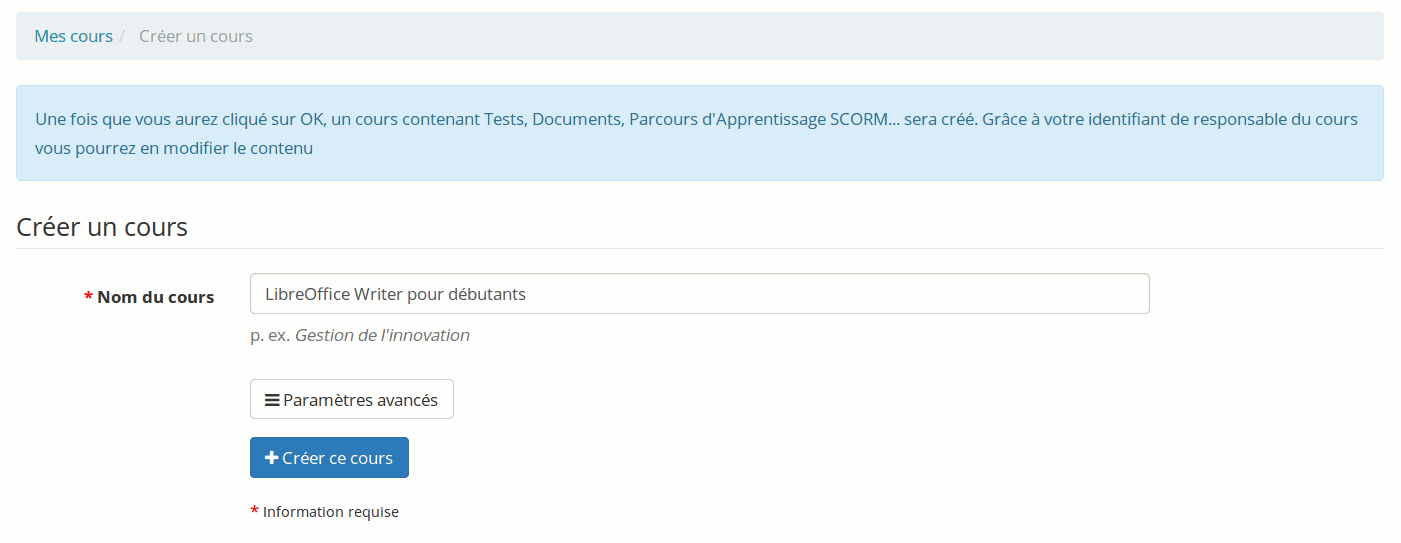 Mes cours / Créer un cours
Une fois que vous aurez cliqué sur OK, un cours contenant Tests, Documents, Parcours d'Apprentissage SCORM... sera créé. Grâce à votre identifiant de responsable du cours
vous pourrez en modifier le contenu
Créer un cours
* Nom du cours
LibreOffice Writer pour débutants
p. ex. Gestion de l'innovation
Paramètres avancés
Créer ce cours
* Information requise